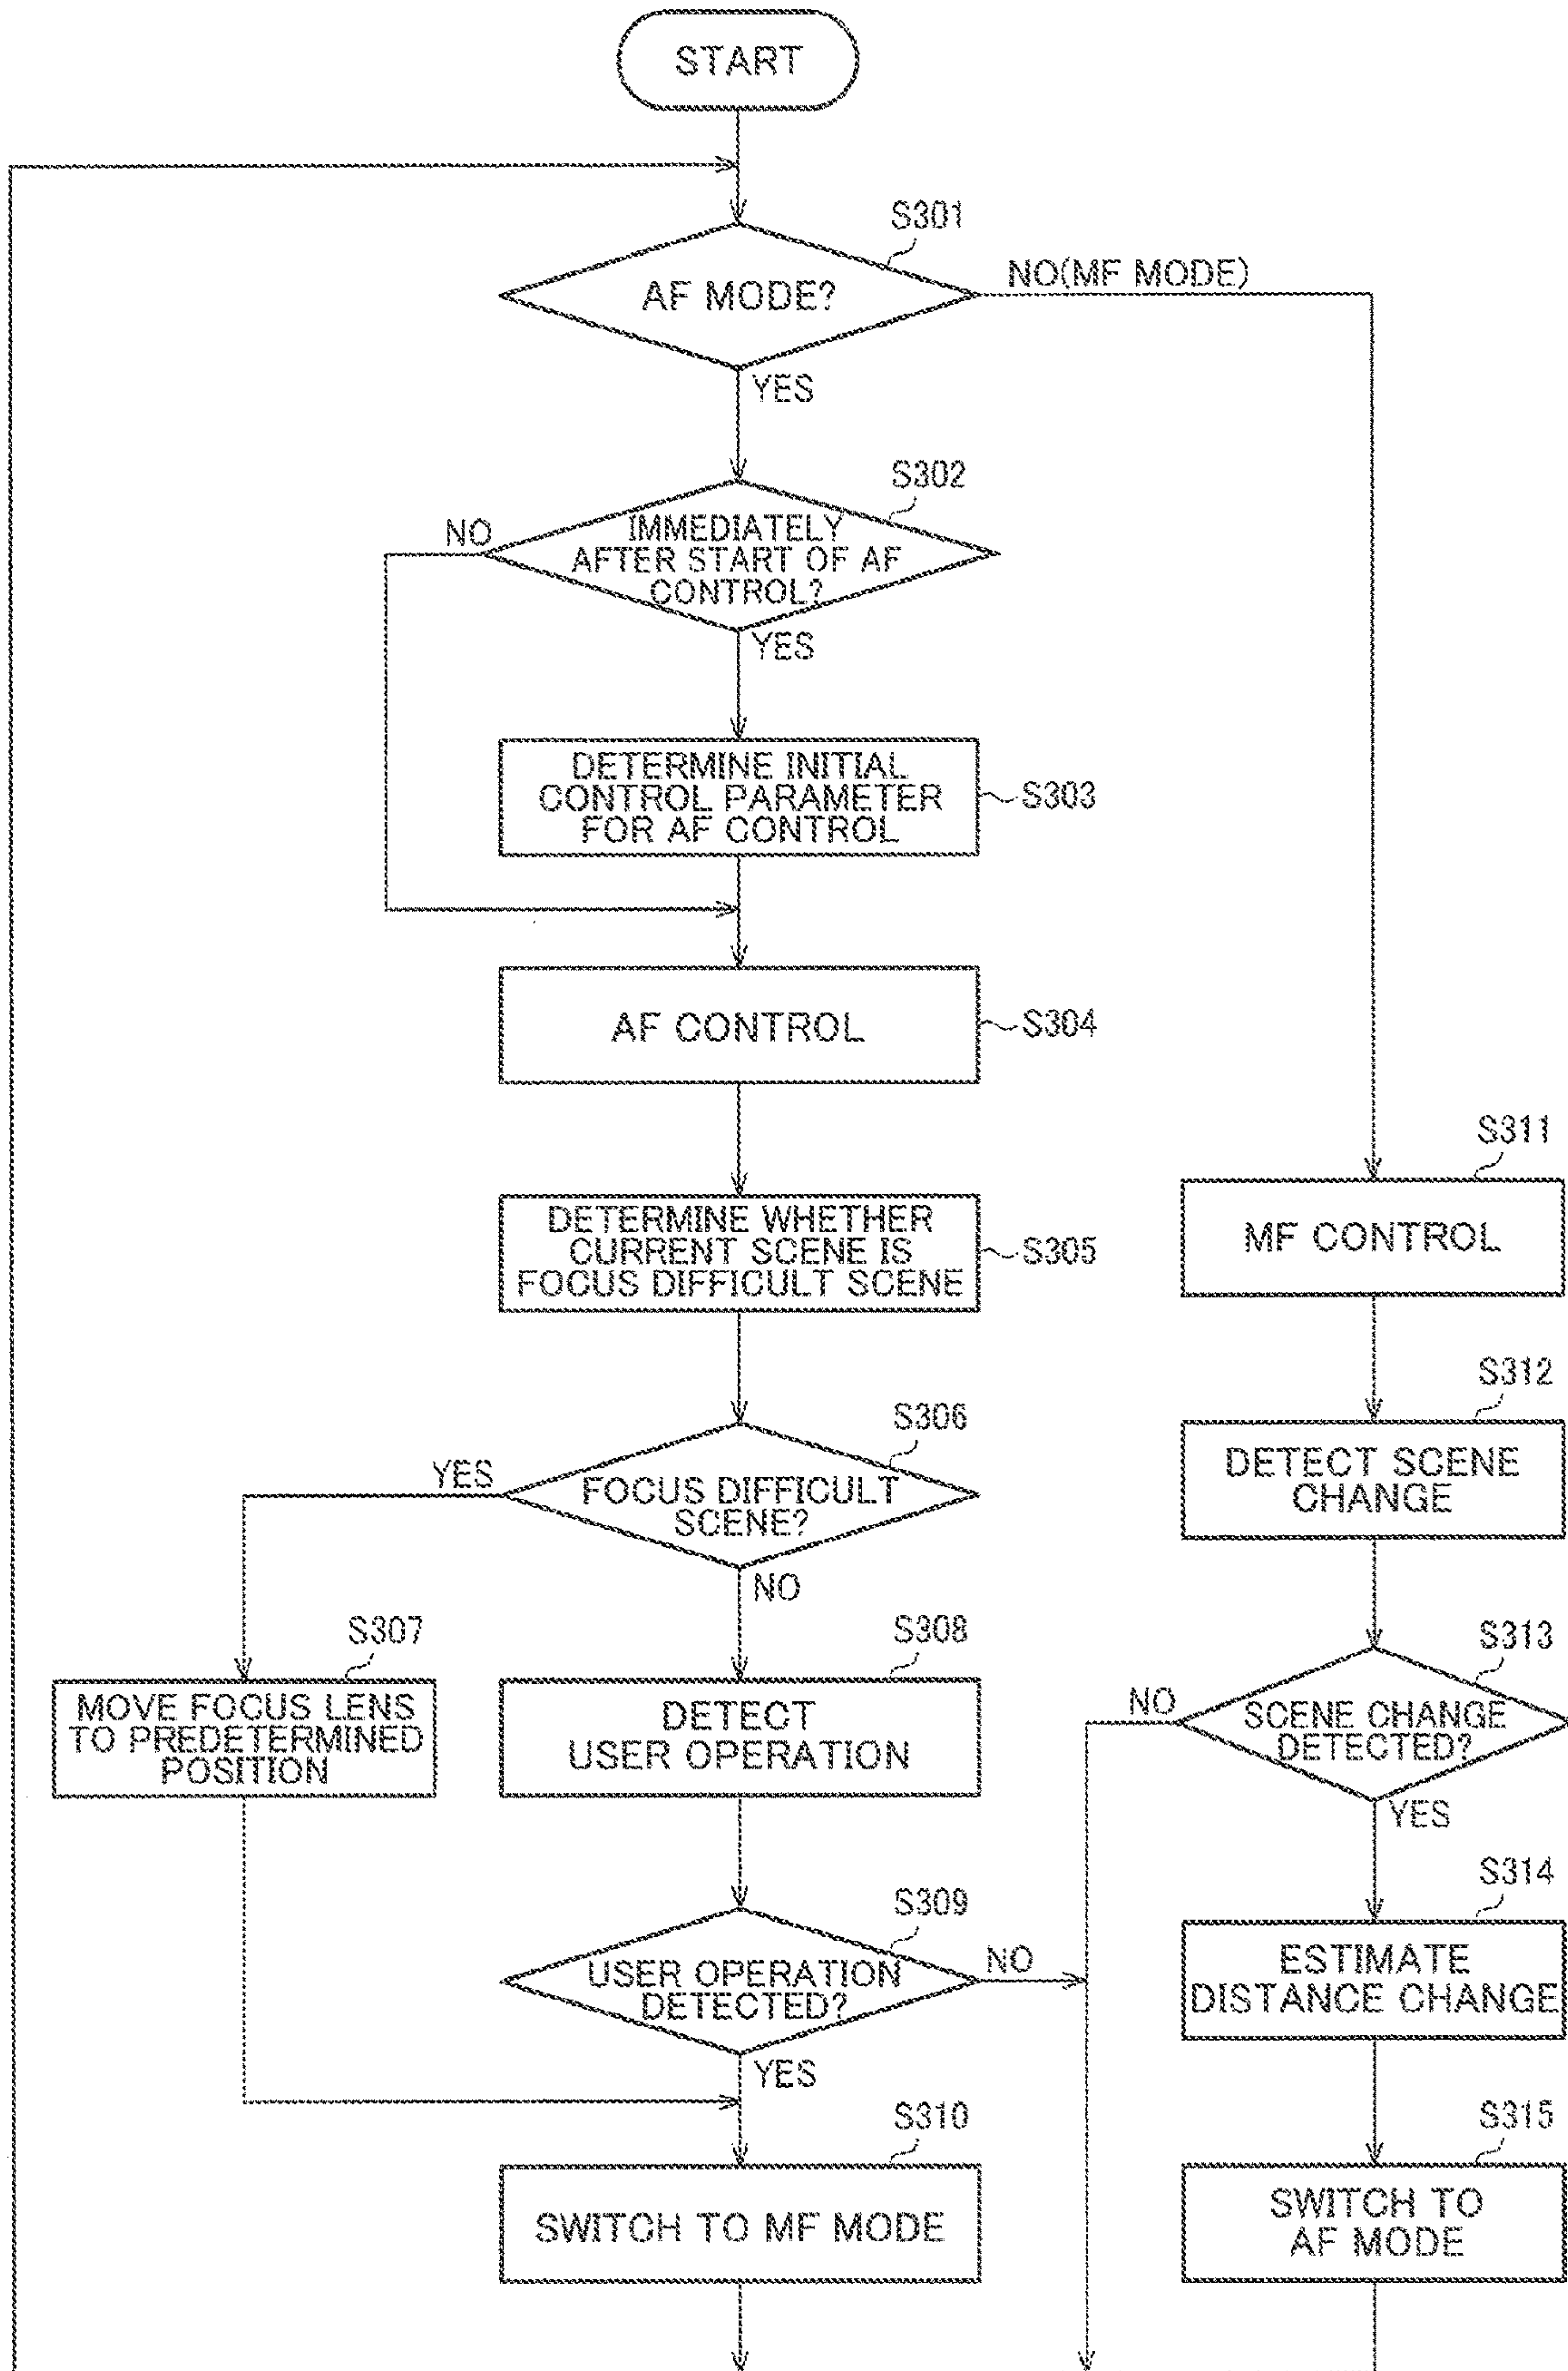 START
S301
AF MODE?
NO(MF MODE)
YES
S302
NO
IMMEDIATELY
AFTER START OF AF
CONTROL?
YES
DETERMINE INITIAL
CONTROL PARAMETER
FOR AF CONTROL
S303
AF CONTROL
S304
DETERMINE WHETHER
CURRENT SCENE IS
FOCUS DIFFICULT SCENE
S305
S306
YES
FOCUS DIFFICULT
SCENE?
NO
S307
MOVE FOCUS LENS
TO PREDETERMINED
POSITION
S308
DETECT
USER OPERATION
S309
USER OPERATION
DETECTED?
NO
YES
S310
SWITCH TO MF MODE
S311
MF CONTROL
S312
DETECT SCENE
CHANGE
S313
NO
SCENE CHANGE
DETECTED?
YES
S314
ESTIMATE
DISTANCE CHANGE
S315
SWITCH TO
AF MODE